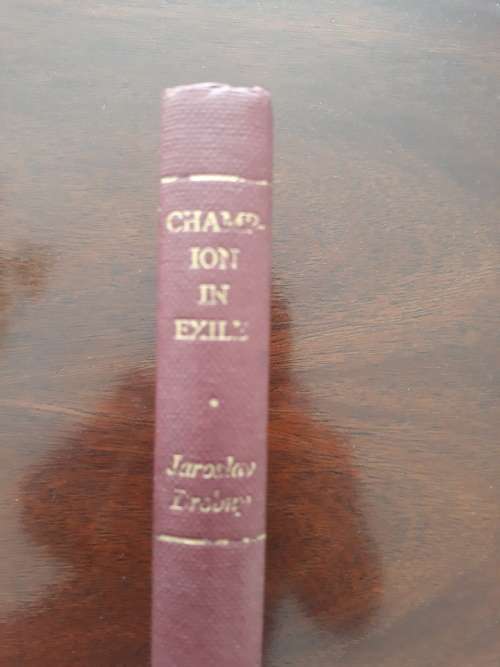 CHAMP-
ION
IN
EXILE
•
Jaroslav
Drobny